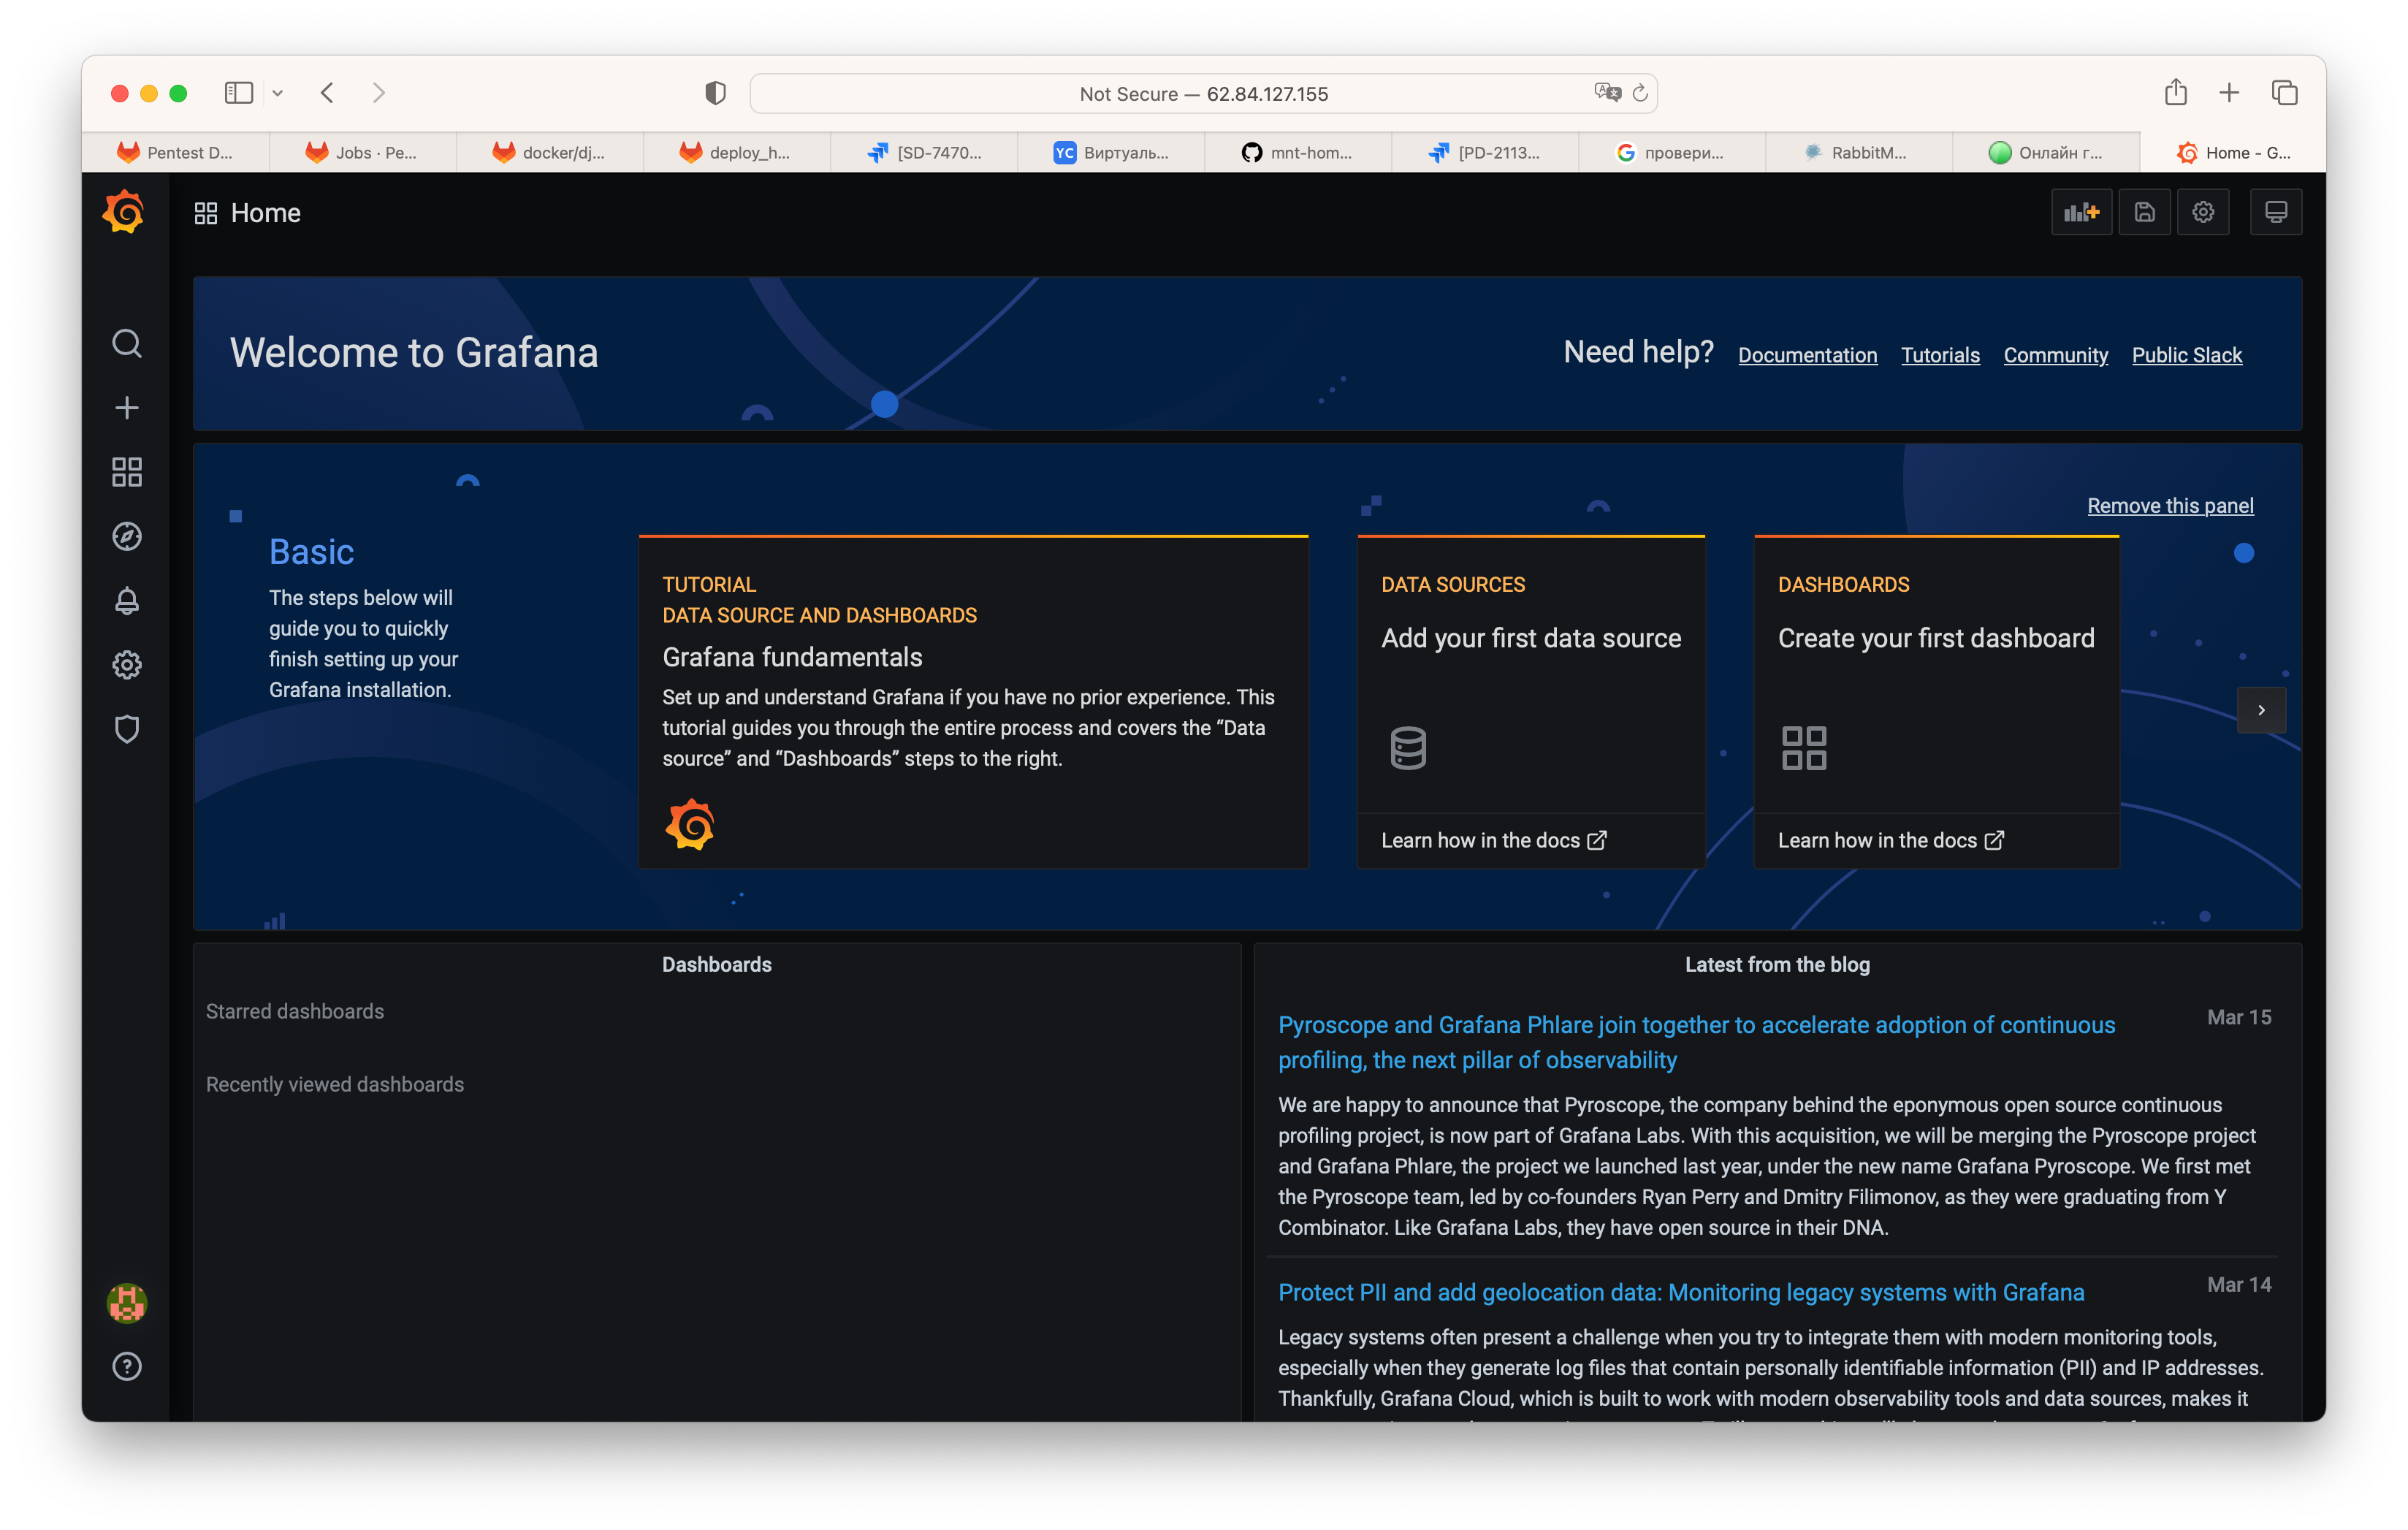 Not Secure — 62.84.127.155
Pentest D...
Jobs · Pe...
docker/dj...
deploy_h...
[SD-7470...
YC Виртуаль...
mnt-hom...
[PD-2113...
провери...
RabbitM...
Онлайн г...
Home - G...
Home
Welcome to Grafana
Need help? Documentation Tutorials Community Public Slack
Remove this panel
Basic
The steps below will
guide you to quickly
finish setting up your
Grafana installation.
TUTORIAL
DATA SOURCE AND DASHBOARDS
Grafana fundamentals
Set up and understand Grafana if you have no prior experience. This
tutorial guides you through the entire process and covers the “Data
source” and “Dashboards” steps to the right.
DATA SOURCES
Add your first data source
Learn how in the docs
DASHBOARDS
Create your first dashboard
Learn how in the docs
Dashboards
Starred dashboards
Recently viewed dashboards
Latest from the blog
Pyroscope and Grafana Phlare join together to accelerate adoption of continuous
profiling, the next pillar of observability
Mar 15
We are happy to announce that Pyroscope, the company behind the eponymous open source continuous
profiling project, is now part of Grafana Labs. With this acquisition, we will be merging the Pyroscope project
and Grafana Phlare, the project we launched last year, under the new name Grafana Pyroscope. We first met
the Pyroscope team, led by co-founders Ryan Perry and Dmitry Filimonov, as they were graduating from Y
Combinator. Like Grafana Labs, they have open source in their DNA.
Protect PII and add geolocation data: Monitoring legacy systems with Grafana
Mar 14
Legacy systems often present a challenge when you try to integrate them with modern monitoring tools,
especially when they generate log files that contain personally identifiable information (PII) and IP addresses.
Thankfully, Grafana Cloud, which is built to work with modern observability tools and data sources, makes it